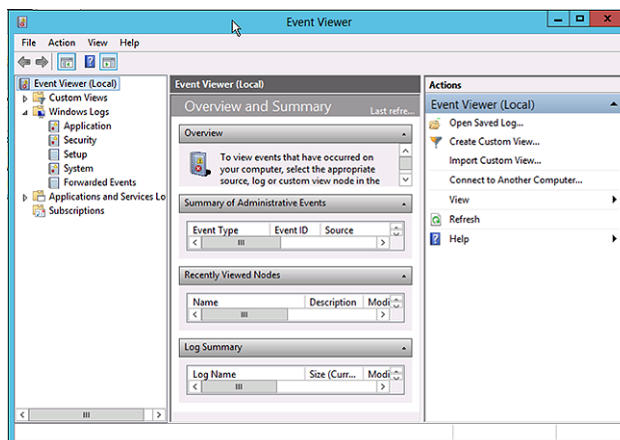 Event Viewer
File Action View Help
Event Viewer (Local)
Custom Views
Windows Logs
Application
Security
Setup
System
Forwarded Events
Applications and Services Lo
Subscriptions
Event Viewer (Local)
Overview and Summary Last refre...
Overview
To view events that have occurred on
your computer, select the appropriate
source, log or custom view node in the
Summary of Administrative Events
Event Type Event ID Source
Recently Viewed Nodes
Name Description Modi
Log Summary
Log Name Size (Curr... Modi
Actions
Event Viewer (Local)
Open Saved Log...
Create Custom View...
Import Custom View...
Connect to Another Computer...
View
Refresh
Help